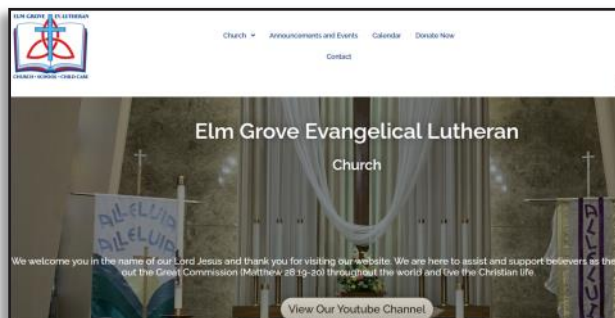 ELM GROVE EV. LUTHERAN
CHURCH • SCHOOL • CHILD CARE
Church Announcements and Events Calendar Donate Now
Contact
Elm Grove Evangelical Lutheran
Church
ALLELUIA
ALLELUIA
We welcome you in the name of our Lord Jesus and thank you for visiting our website. We are here to assist and support believers as the
out the Great Commission (Matthew 28:19-20) throughout the world and live the Christian life.
View Our Youtube Channel